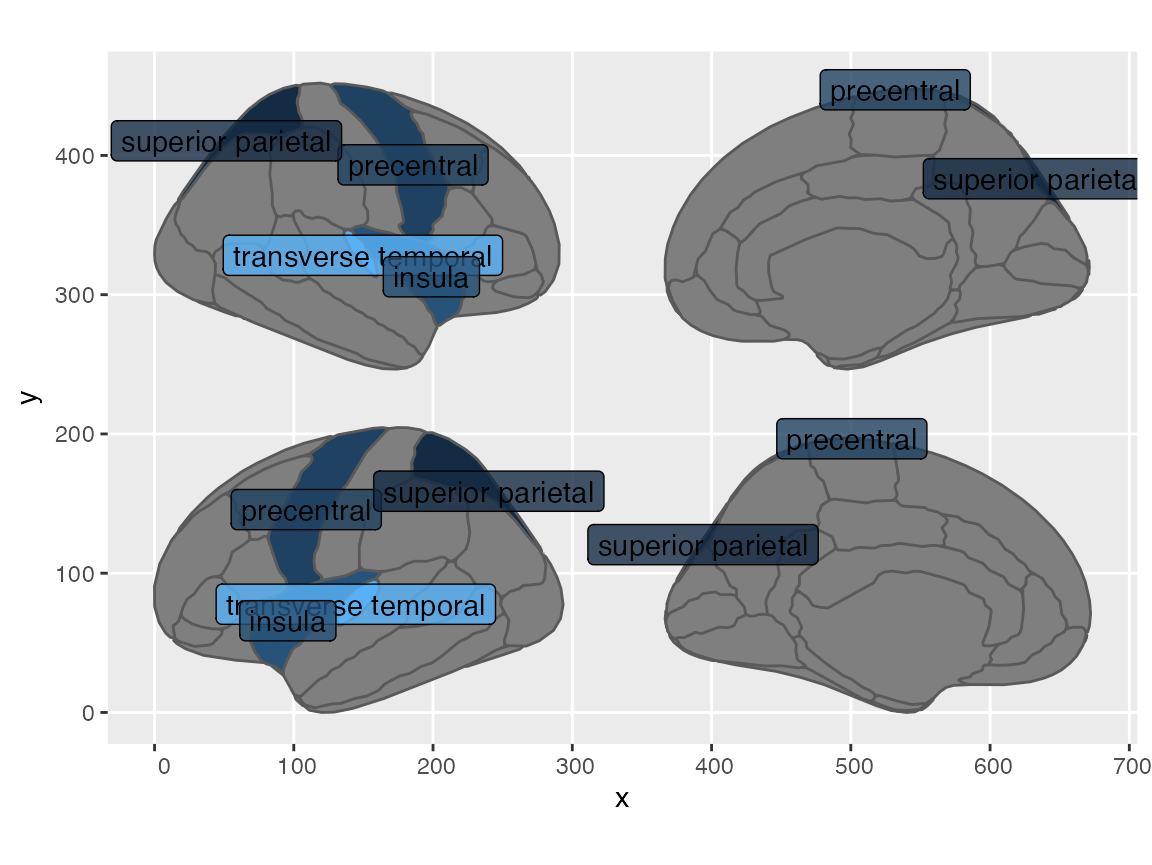 precentral
superior parietal
precentral
superior parieta
transverse temporal
insula
400
300
y
200
precentral
superior parietal
precentral
superior parietal
100
transverse temporal
insula
0
0 100 200 300 400 500 600 700
x